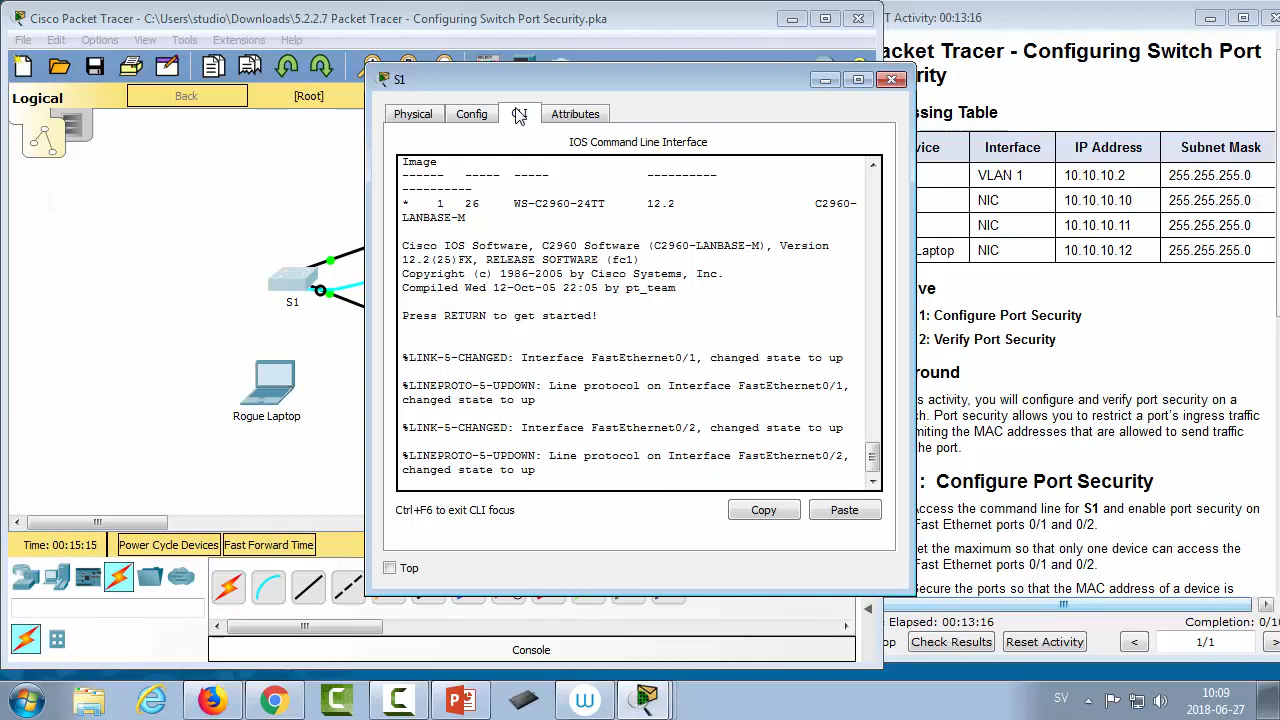 Cisco Packet Tracer - C:\Users\studio\Downloads\5.2.2.7 Packet Tracer - Configuring Switch Port Security.pka
File Edit Options View Tools Extensions Help
Logical
Back
[Root]
S1
Rogue Laptop
Time: 00:15:15
Power Cycle Devices
Fast Forward Time
Console
S1
Physical
Config
Attributes
IOS Command Line Interface
Image
------ ----- ----- ----------
----------
* 1 26 WS-C2960-24TT 12.2 C2960-
LANBASE-M
Cisco IOS Software, C2960 Software (C2960-LANBASE-M), Version
12.2(25)FX, RELEASE SOFTWARE (fc1)
Copyright (c) 1986-2005 by Cisco Systems, Inc.
Compiled Wed 12-Oct-05 22:05 by pt_team
Press RETURN to get started!
%LINK-5-CHANGED: Interface FastEthernet0/1, changed state to up
%LINEPROTO-5-UPDOWN: Line protocol on Interface FastEthernet0/1,
changed state to up
%LINK-5-CHANGED: Interface FastEthernet0/2, changed state to up
%LINEPROTO-5-UPDOWN: Line protocol on Interface FastEthernet0/2,
changed state to up
Ctrl+F6 to exit CLI focus
Copy
Paste
Top
T Activity: 00:13:16
acket Tracer - Configuring Switch Port
urity
ssing Table
vice Interface IP Address Subnet Mask
VLAN 1 10.10.10.2 255.255.255.0
NIC 10.10.10.10 255.255.255.0
NIC 10.10.10.11 255.255.255.0
Laptop NIC 10.10.10.12 255.255.255.0
ve
1: Configure Port Security
2: Verify Port Security
round
s activity, you will configure and verify port security on a
ch. Port security allows you to restrict a port's ingress traffic
miting the MAC addresses that are allowed to send traffic
the port.
: Configure Port Security
Access the command line for S1 and enable port security on
Fast Ethernet ports 0/1 and 0/2.
et the maximum so that only one device can access the
Fast Ethernet ports 0/1 and 0/2.
Secure the ports so that the MAC address of a device is
Elapsed: 00:13:16
Completion: 0/10
op
Check Results
Reset Activity
<
1/1
>
SV
10:09
2018-06-27